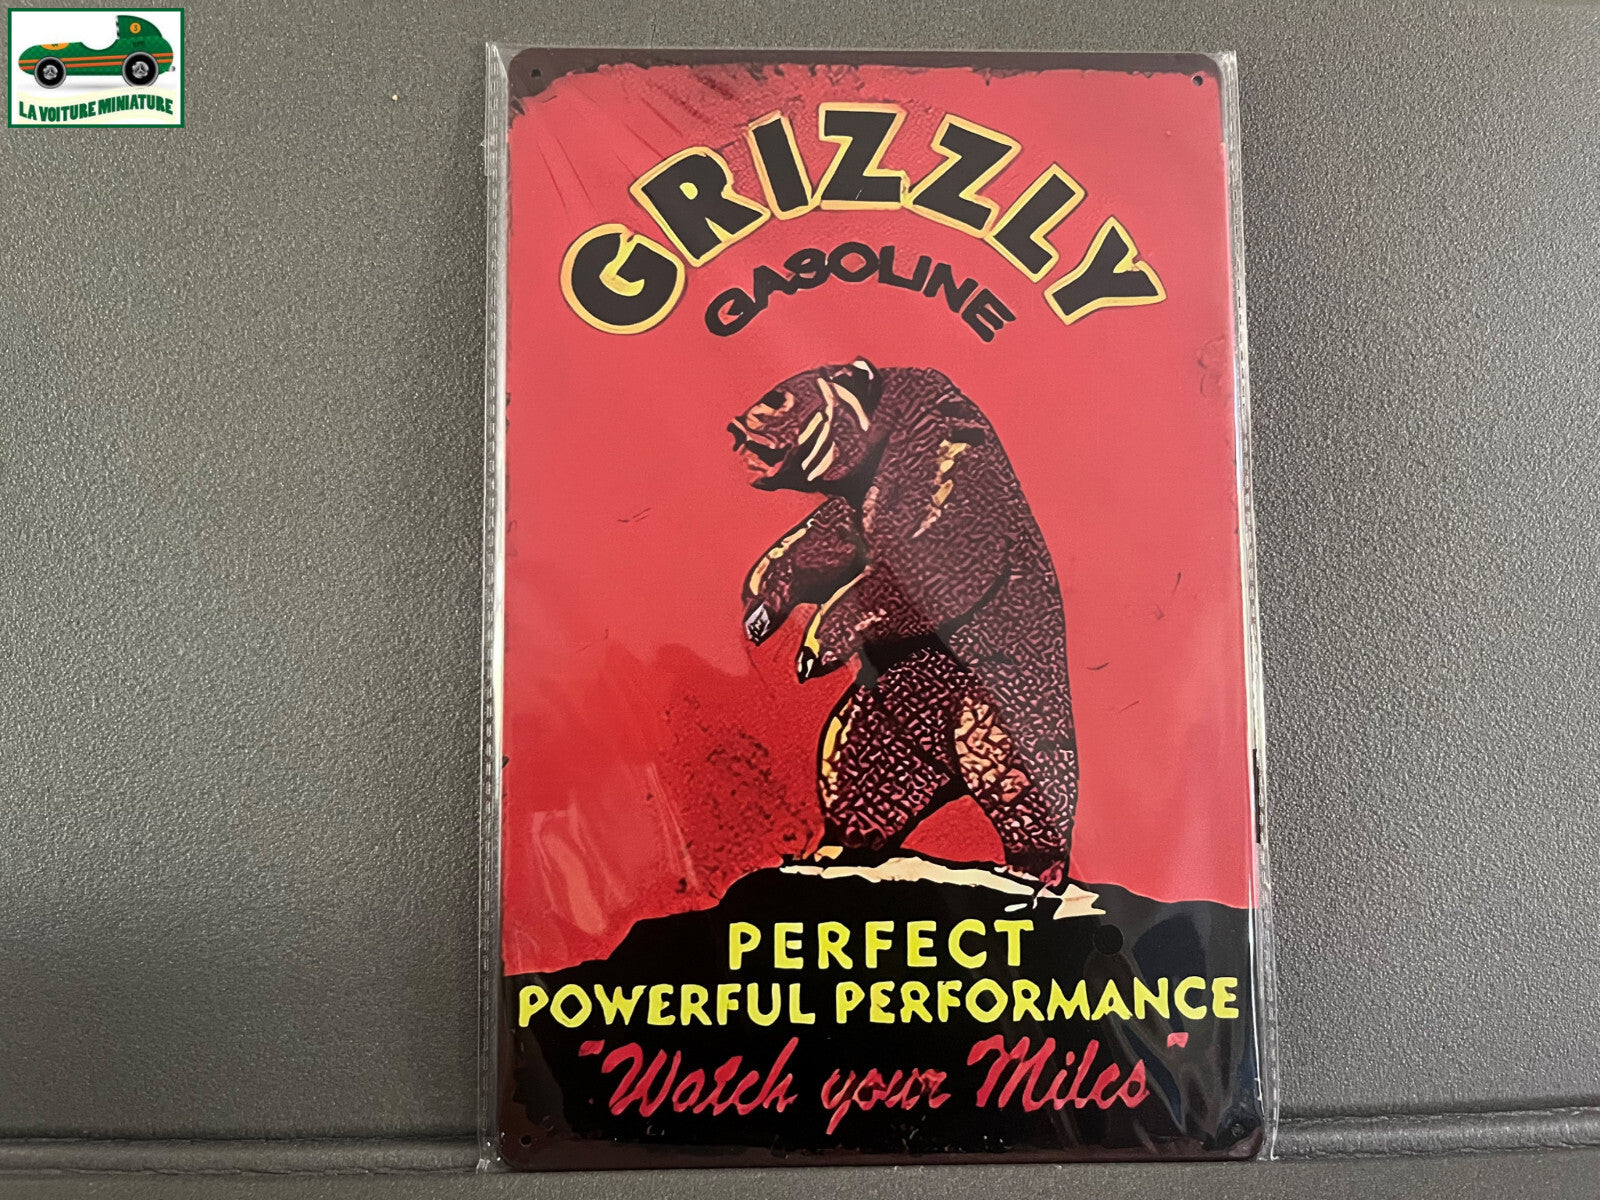 LA VOITURE MINIATURE
GRIZZLY
GASOLINE
PERFECT
POWERFUL PERFORMANCE
"Watch your Miles"